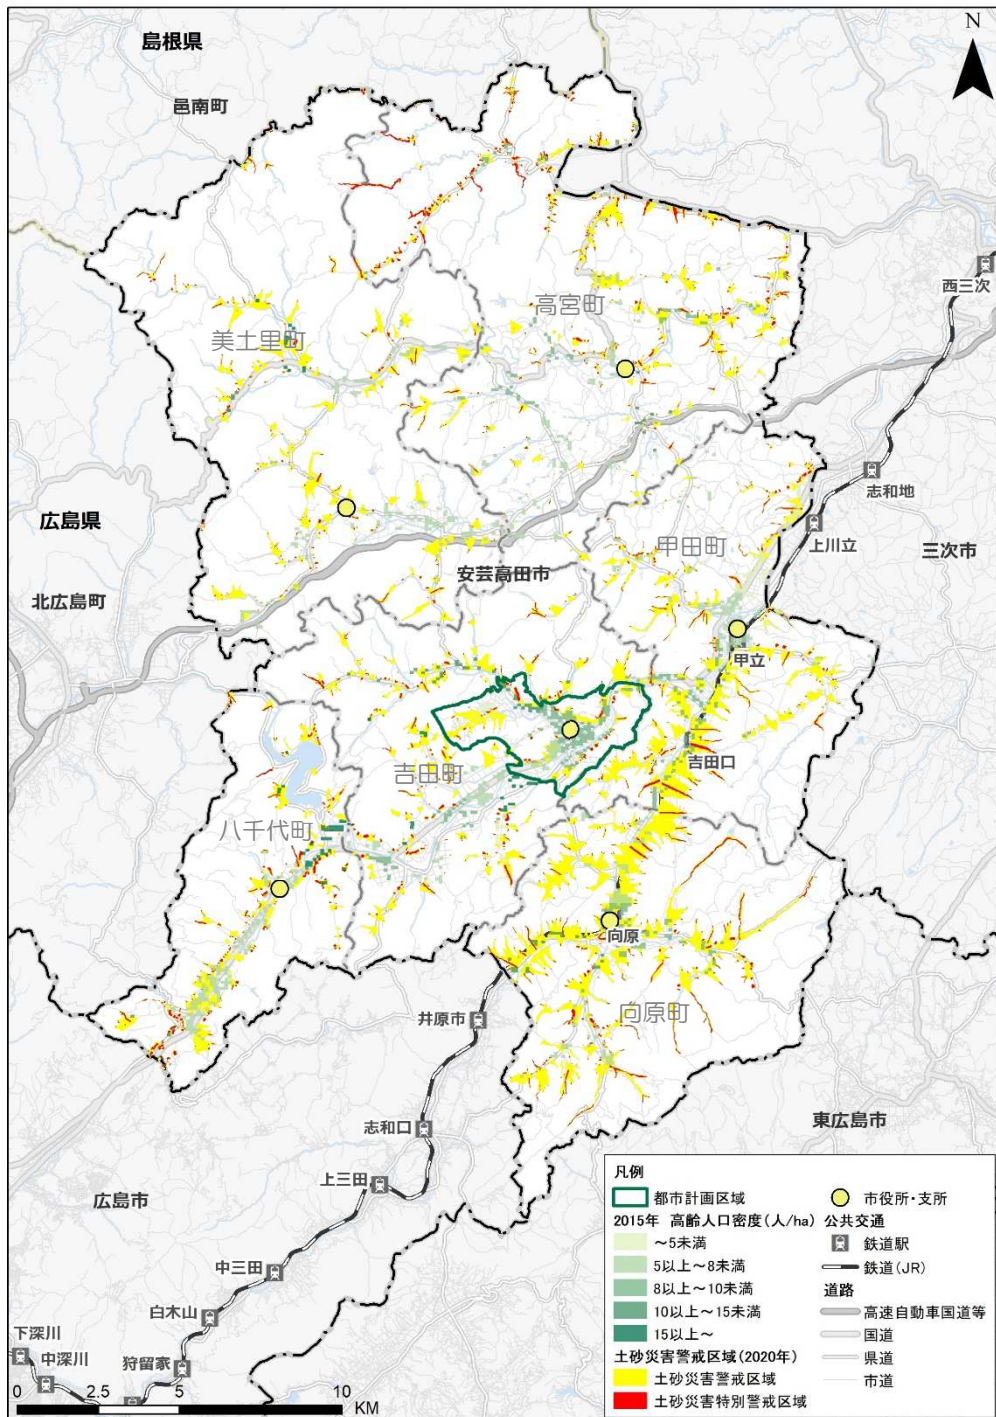 島根県
N
邑南町
西三次
高宮町
美土里町
志和地
広島県
上川立
甲田町
三次市
安芸高田市
北広島町
甲立
吉田口
吉田町
八千代町
向原
向原町
井原市
志和口
東広島市
上三田
広島市
中三田
白木山
下深川
狩留家
中深川
0 2.5 5 10
KM
凡例
都市計画区域
市役所・支所
2015年 高齢人口密度(人/ha)
公共交通
～5未満
鉄道駅
5以上～8未満
鉄道(JR)
8以上～10未満
道路
10以上～15未満
高速自動車国道等
15以上～
国道
土砂災害警戒区域(2020年)
県道
土砂災害警戒区域
市道
土砂災害特別警戒区域